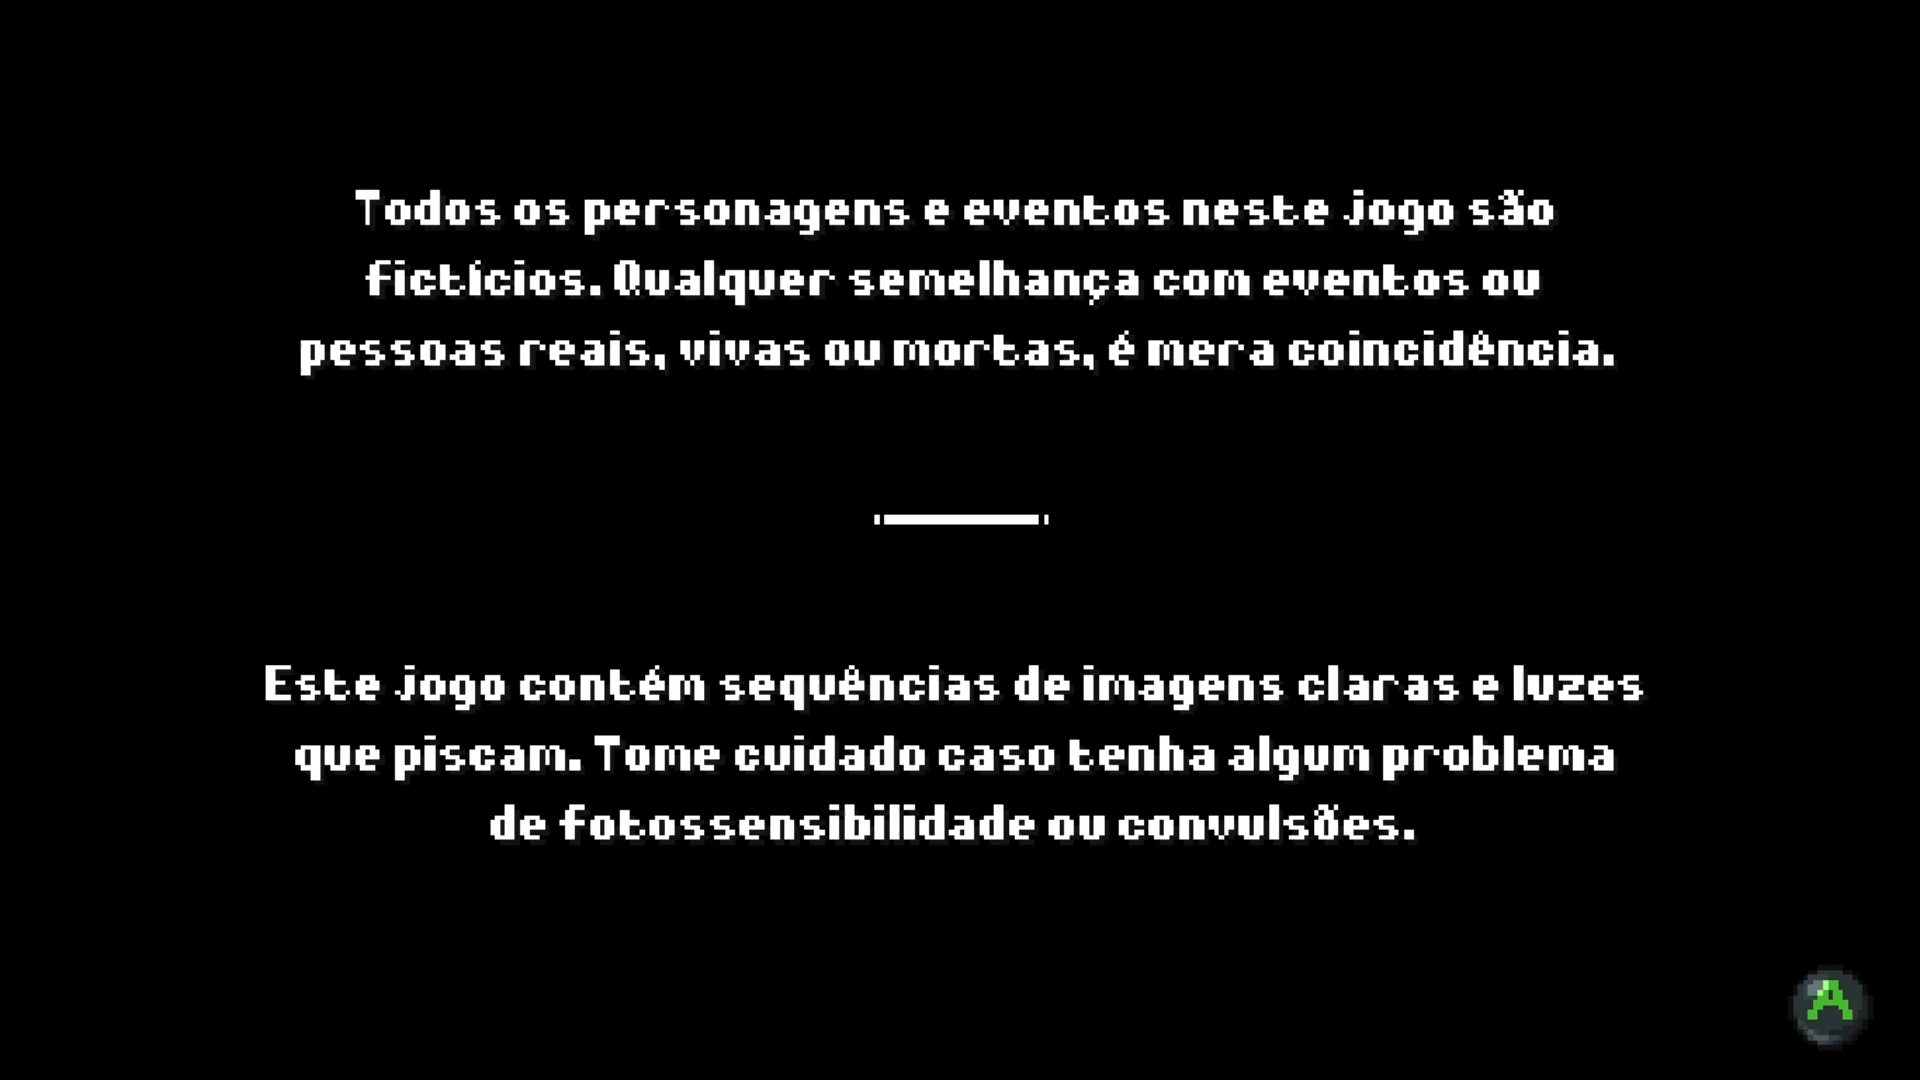 Todos os personagens e eventos neste jogo são
fictícios. Qualquer semelhança com eventos ou
pessoas reais, vivas ou mortas, é mera coincidência.
Este jogo contém sequências de imagens claras e luzes
que piscam. Tome cuidado caso tenha algum problema
de fotossensibilidade ou convulsões.
A